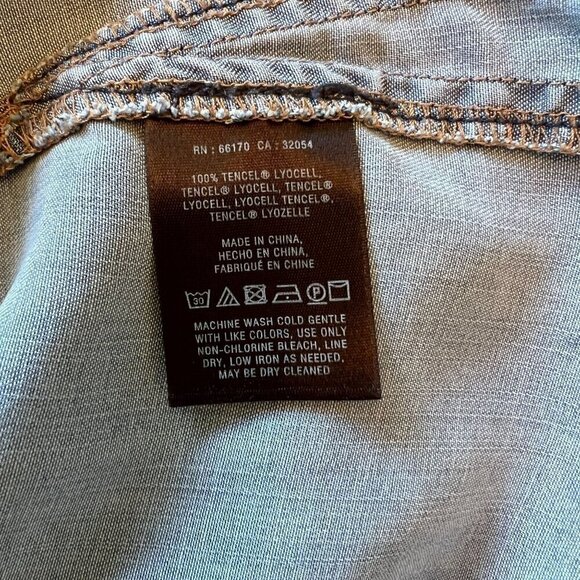 RN : 66170 CA : 32054
100% TENCEL® LYOCELL,
TENCEL® LYOCELL, TENCEL®
LYOCELL, LYOCELL TENCEL®,
TENCEL® LYOZELLE
MADE IN CHINA,
HECHO EN CHINA,
FABRIQUÉ EN CHINE
30 P
MACHINE WASH COLD GENTLE
WITH LIKE COLORS, USE ONLY
NON-CHLORINE BLEACH, LINE
DRY, LOW IRON AS NEEDED,
MAY BE DRY CLEANED